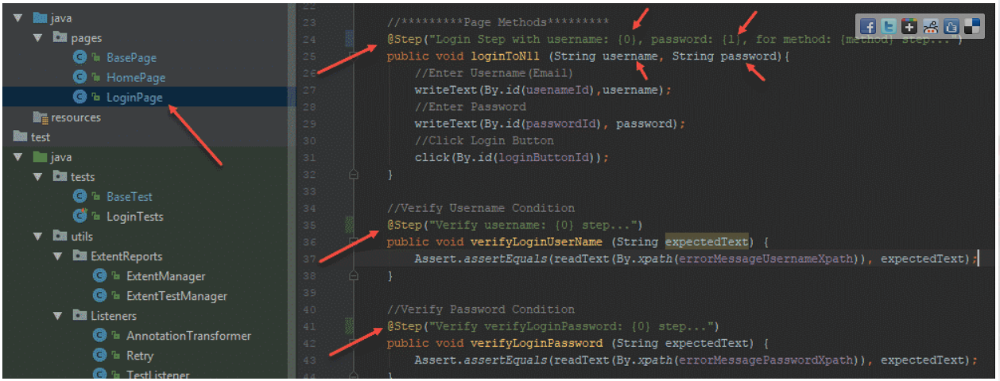 java
pages
BasePage
HomePage
LoginPage
resources
test
java
tests
BaseTest
LoginTests
utils
ExtentReports
ExtentManager
ExtentTestManager
Listeners
AnnotationTransformer
Retry
TestListener
22
23 //*********Page Methods*********
24 @Step("Login Step with username: {0}, password: {1}, for method: {method} step...")
25 public void loginToN11 (String username, String password){
26 //Enter Username(Email)
27 writeText(By.id(usenameId),username);
28 //Enter Password
29 writeText(By.id(passwordId), password);
30 //Click Login Button
31 click(By.id(loginButtonId));
32 }
33
34 //Verify Username Condition
35 @Step("Verify username: {0} step...")
36 public void verifyLoginUserName (String expectedText) {
37 Assert.assertEquals(readText(By.xpath(errorMessageUsernameXpath)), expectedText);
38 }
39
40 //Verify Password Condition
41 @Step("Verify verifyLoginPassword: {0} step...")
42 public void verifyLoginPassword (String expectedText) {
43 Assert.assertEquals(readText(By.xpath(errorMessagePasswordXpath)), expectedText);
44 }